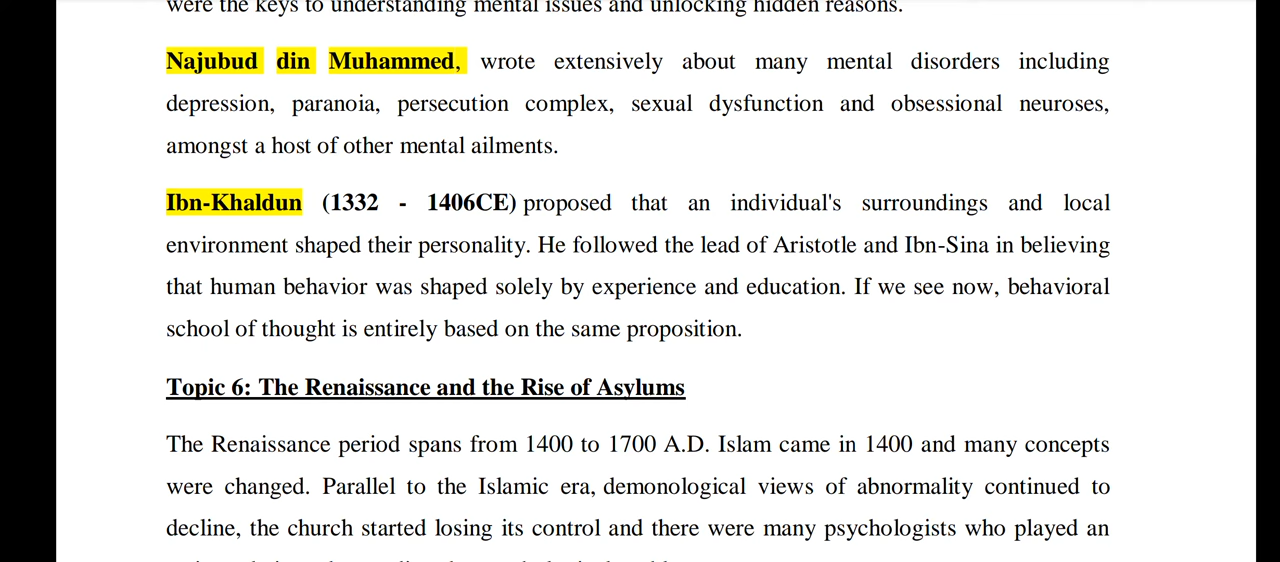 were the keys to understanding mental issues and unlocking hidden reasons.
Najubud din Muhammed, wrote extensively about many mental disorders including
depression, paranoia, persecution complex, sexual dysfunction and obsessional neuroses,
amongst a host of other mental ailments.
Ibn-Khaldun (1332 - 1406CE) proposed that an individual's surroundings and local
environment shaped their personality. He followed the lead of Aristotle and Ibn-Sina in believing
that human behavior was shaped solely by experience and education. If we see now, behavioral
school of thought is entirely based on the same proposition.
Topic 6: The Renaissance and the Rise of Asylums
The Renaissance period spans from 1400 to 1700 A.D. Islam came in 1400 and many concepts
were changed. Parallel to the Islamic era, demonological views of abnormality continued to
decline, the church started losing its control and there were many psychologists who played an